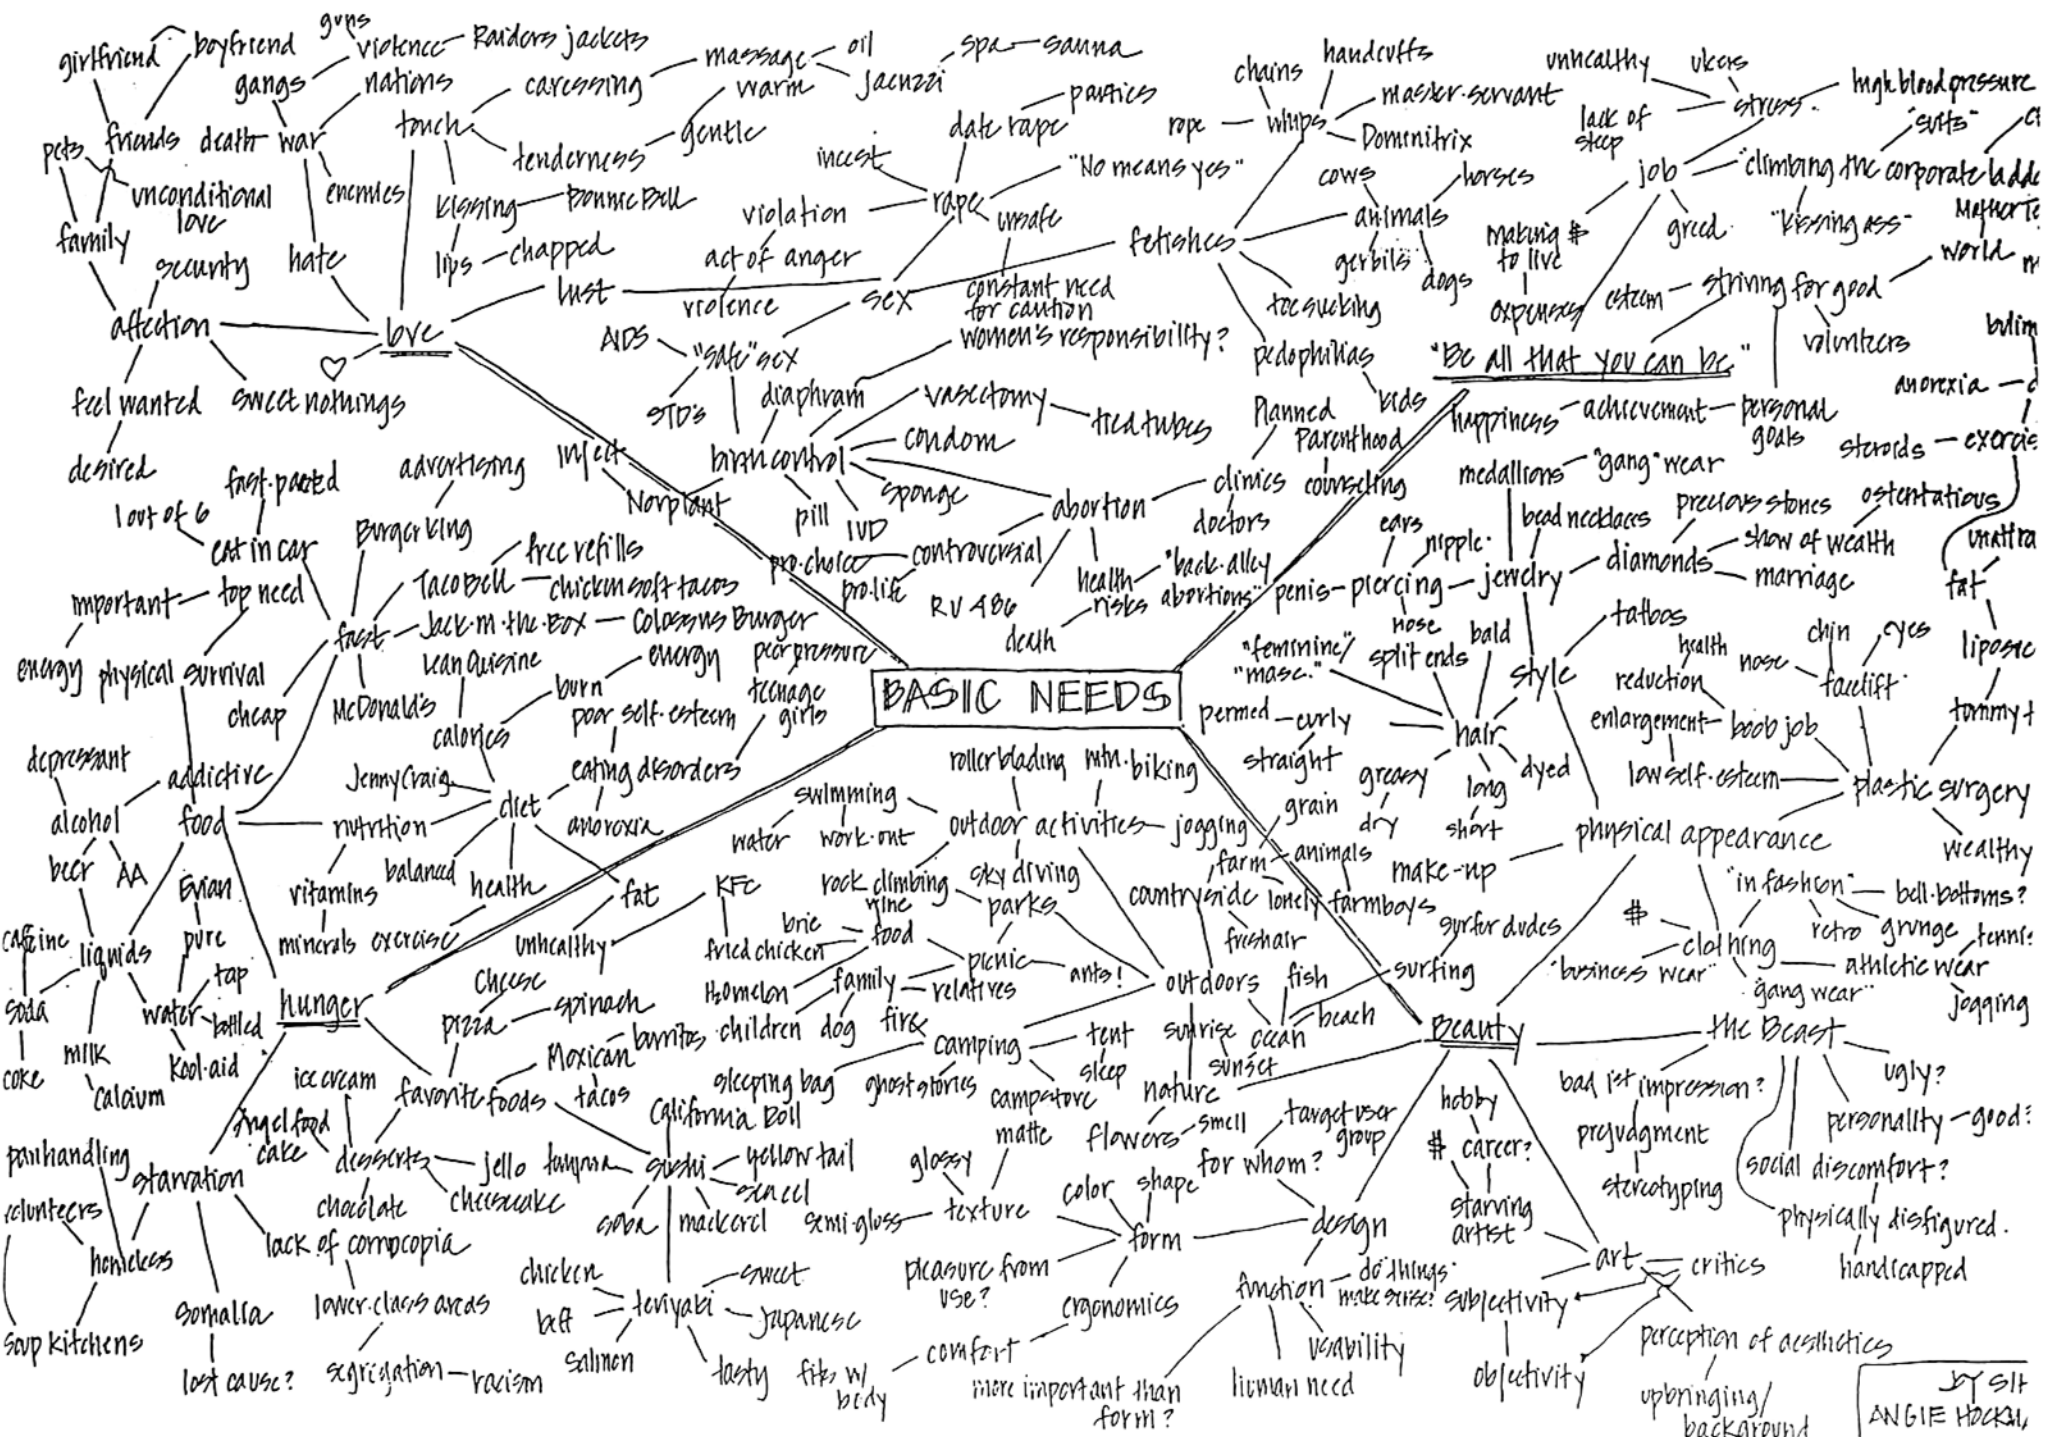 girlfriend
boyfriend
friends
pets
unconditional
love
family
security
affection
feel wanted
desired
sweet nothings
guns
violence
Raiders jackets
gangs
nations
death
war
enemies
hate
love
touch
caressing
massage
oil
jacuzzi
spa
sauna
warm
gentle
tenderness
kissing
Bonne Bell
lips
chapped
lust
sex
rape
incest
date rape
parties
"No means yes"
unsafe
constant need
for caution
violation
act of anger
violence
fetishes
whips
chains
handcuffs
master-servant
Dominitrix
rope
animals
cows
horses
gerbils
dogs
toe sucking
pedophilias
kids
"safe" sex
AIDS
STD's
birth control
diaphram
women's responsibility?
vasectomy
tied tubes
condom
sponge
IUD
pill
Norplant
inject
abortion
clinics
Planned
Parenthood
counseling
doctors
controversial
pro-choice
pro-life
RU 486
health
risks
"back-alley
abortions"
death
"Be all that you can be"
job
stress
unhealthy
ulcers
high blood pressure
lack of
sleep
"climbing the corporate
"suits"
"kissing ass"
greed
making $
to live
expenses
esteem
striving for good
world
volunteers
personal
goals
achievement
happiness
BASIC NEEDS
fast
eat in car
fast-paced
1 out of 6
Burger King
advertising
Taco Bell
free refills
chicken soft tacos
Jack-in-the-Box
Colossus Burger
McDonald's
cheap
top need
important
energy
physical survival
food
addictive
alcohol
depressant
beer
AA
liquids
caffeine
soda
coke
milk
calcium
water
pure
Evian
tap
bottled
Kool-aid
nutrition
vitamins
minerals
diet
calories
Lean Quisine
burn
energy
Jenny Craig
eating disorders
poor self-esteem
teenage
girls
peer pressure
anorexia
balanced
health
exercise
fat
unhealthy
KFC
fried chicken
hunger
favorite foods
pizza
cheese
spinach
Mexican
burritos
tacos
desserts
ice cream
Angel food
cake
jello
cheesecake
chocolate
sushi
California Roll
yellow tail
mackerel
teriyaki
chicken
beff
salmon
sweet
Japanese
tasty
starvation
panhandling
homeless
soup kitchens
Somalia
lost cause?
lack of cornocopia
lower-class areas
segregation
racism
Beauty
physical appearance
style
jewelry
medallions
"gang" wear
bead necklaces
diamonds
precious stones
show of wealth
ostentatious
marriage
piercing
ears
nipple
penis
nose
tattoos
hair
"feminine"/
"masc."
split ends
bald
curly
permed
straight
greasy
dry
long
short
dyed
make-up
plastic surgery
facelift
nose
chin
eyes
boob job
reduction
health
enlargement
low self-esteem
wealthy
fat
steroids
anorexia
clothing
$
"in fashion"
bell-bottoms?
retro
grunge
"business wear"
"gang wear"
athletic wear
jogging
the Beast
ugly?
personality
good?
bad 1st impression?
prejudgment
stereotyping
social discomfort?
physically disfigured.
handicapped
art
starving
artist
career?
hobby
$
critics
subjectivity
objectivity
perception of aesthetics
upbringing/
background
design
for whom?
target user
group
form
color
shape
texture
matte
glossy
semigloss
pleasure from
use?
ergonomics
comfort
fits w/
body
function
do things
make sense?
usability
human need
more important than
form?
nature
flowers
smell
outdoors
sunrise
sunset
ocean
fish
beach
surfing
surfer dudes
countryside
farm
grain
animals
lonely
farmboys
fresh air
outdoor activities
rollerblading
mtn. biking
jogging
sky diving
rock climbing
swimming
water
work-out
parks
picnic
ants!
food
wine
brie
H2Omelon
family
relatives
children
dog
camping
fire
tent
sleep
campstove
ghost stories
sleeping bag